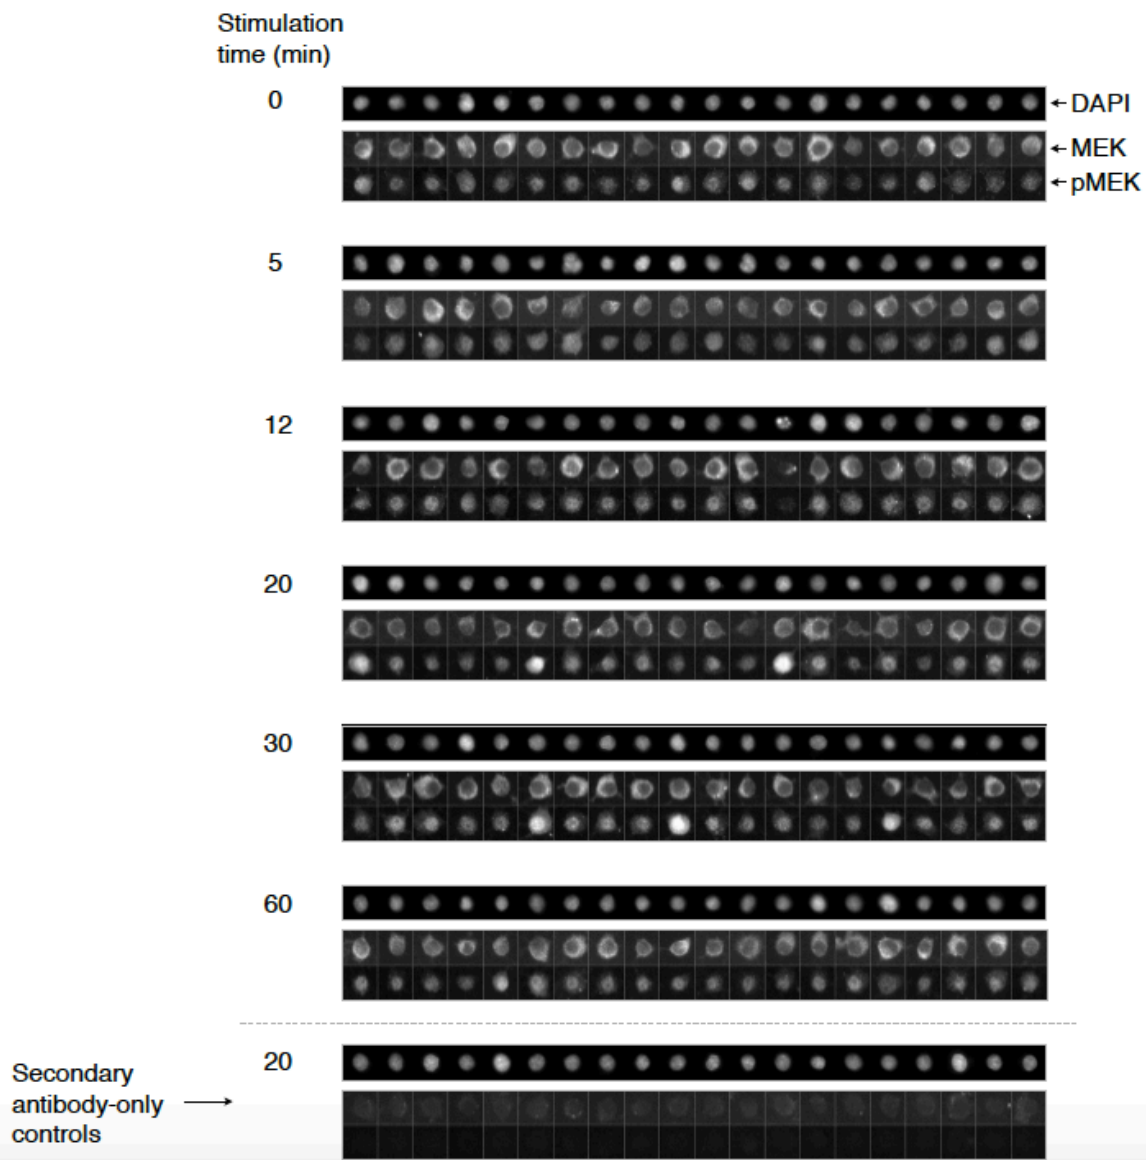 Stimulation
time (min)
0
DAPI
MEK
pMEK
5
12
20
30
60
20
Secondary
antibody-only
controls